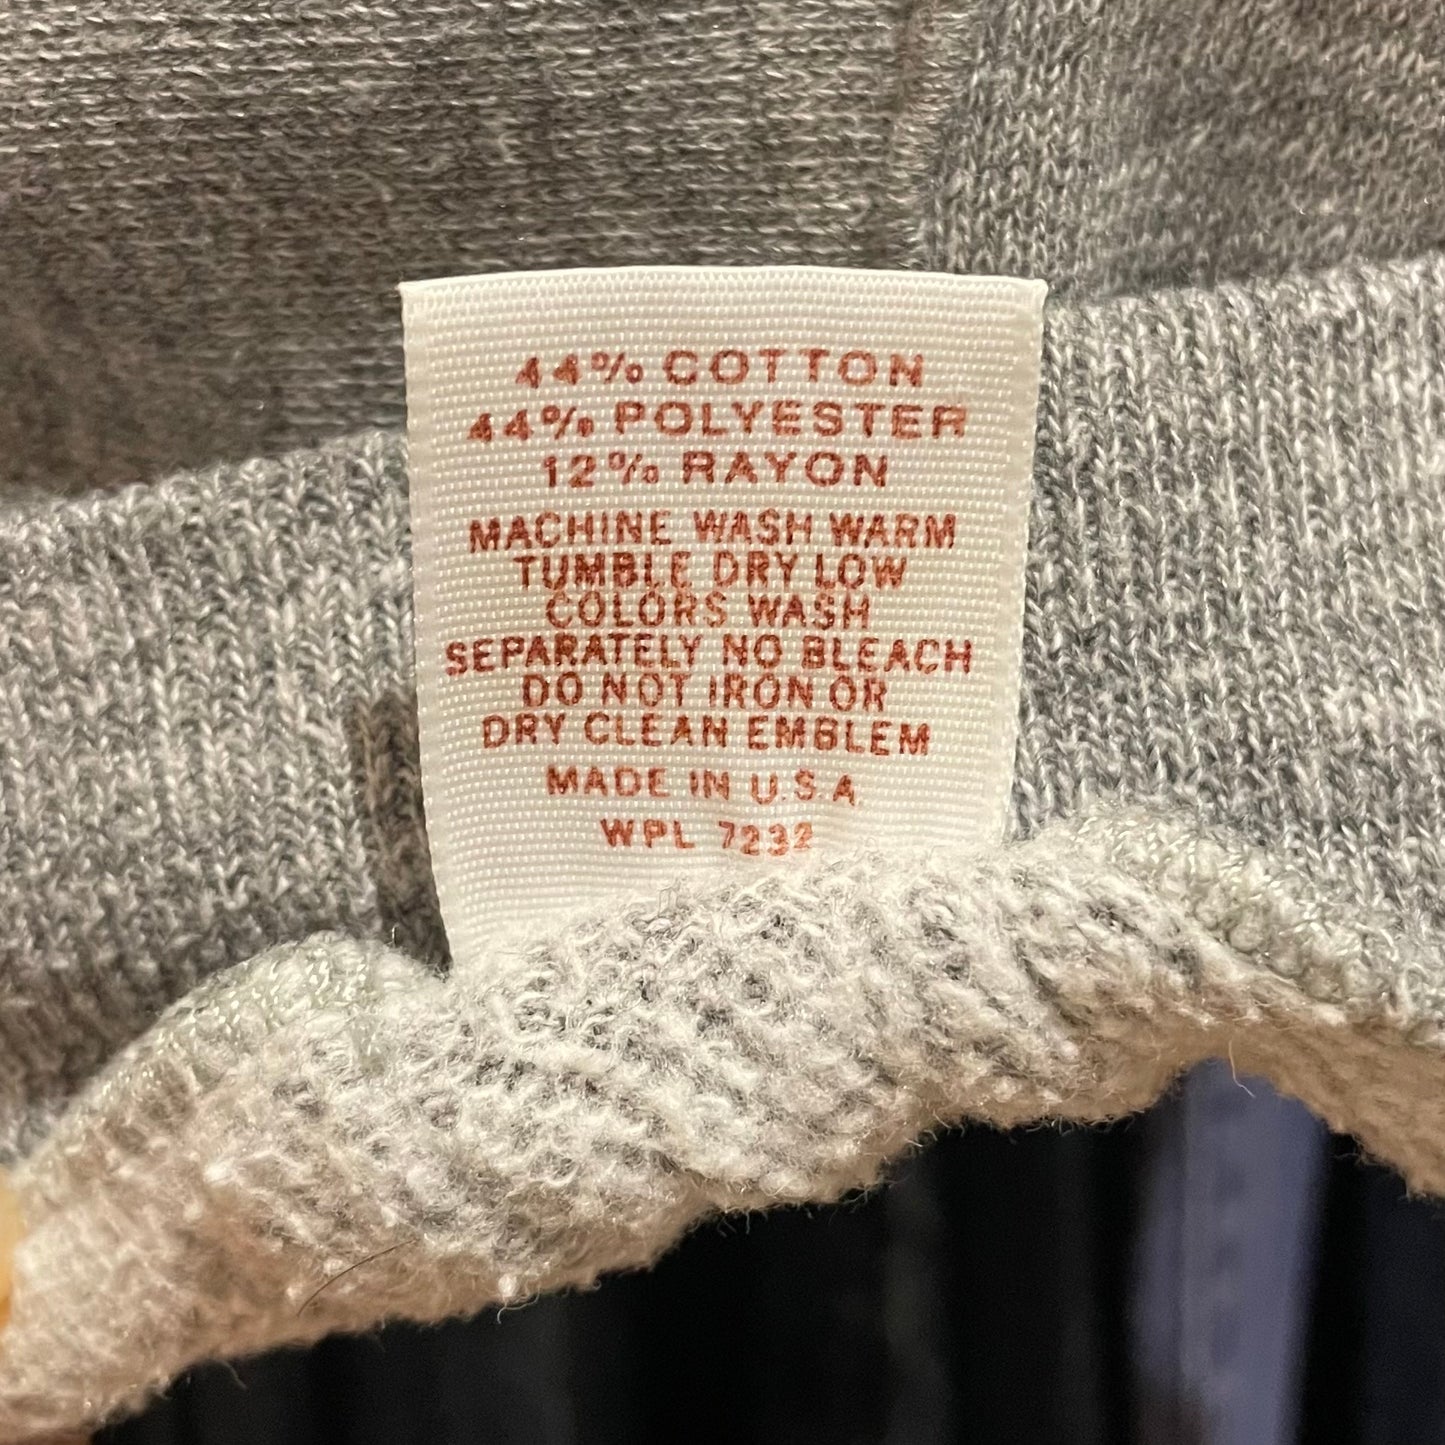 44% COTTON
44% POLYESTER
12% RAYON
MACHINE WASH WARM
TUMBLE DRY LOW
COLORS WASH
SEPARATELY NO BLEACH
DO NOT IRON OR
DRY CLEAN EMBLEM
MADE IN U.S.A
WPL 7232